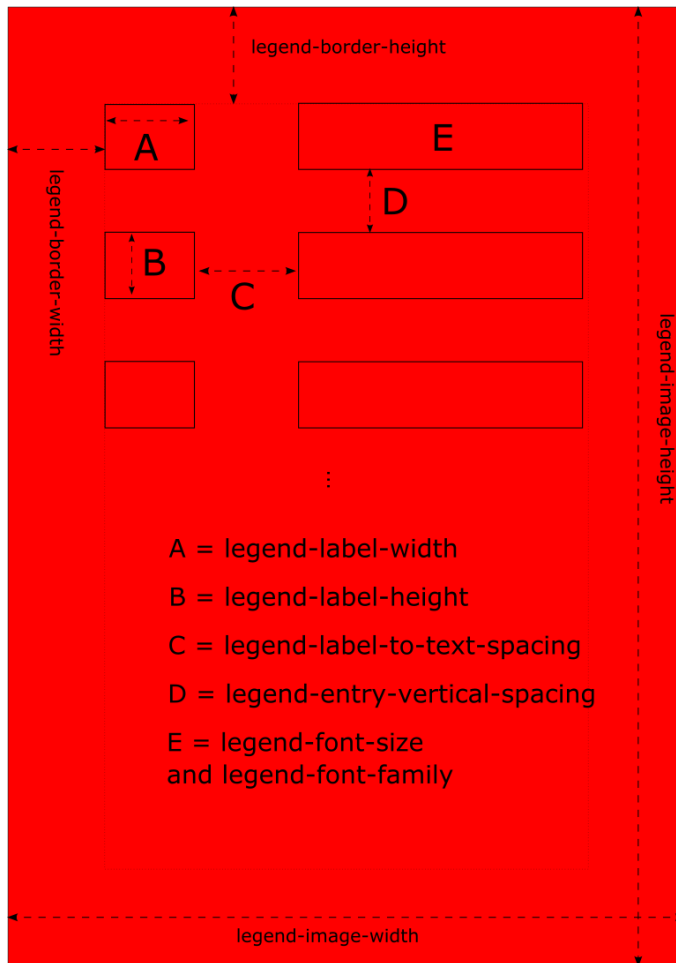 legend-border-height
A
E
legend-border-width
D
B
C
legend-image-height
...
A = legend-label-width
B = legend-label-height
C = legend-label-to-text-spacing
D = legend-entry-vertical-spacing
E = legend-font-size
and legend-font-family
legend-image-width